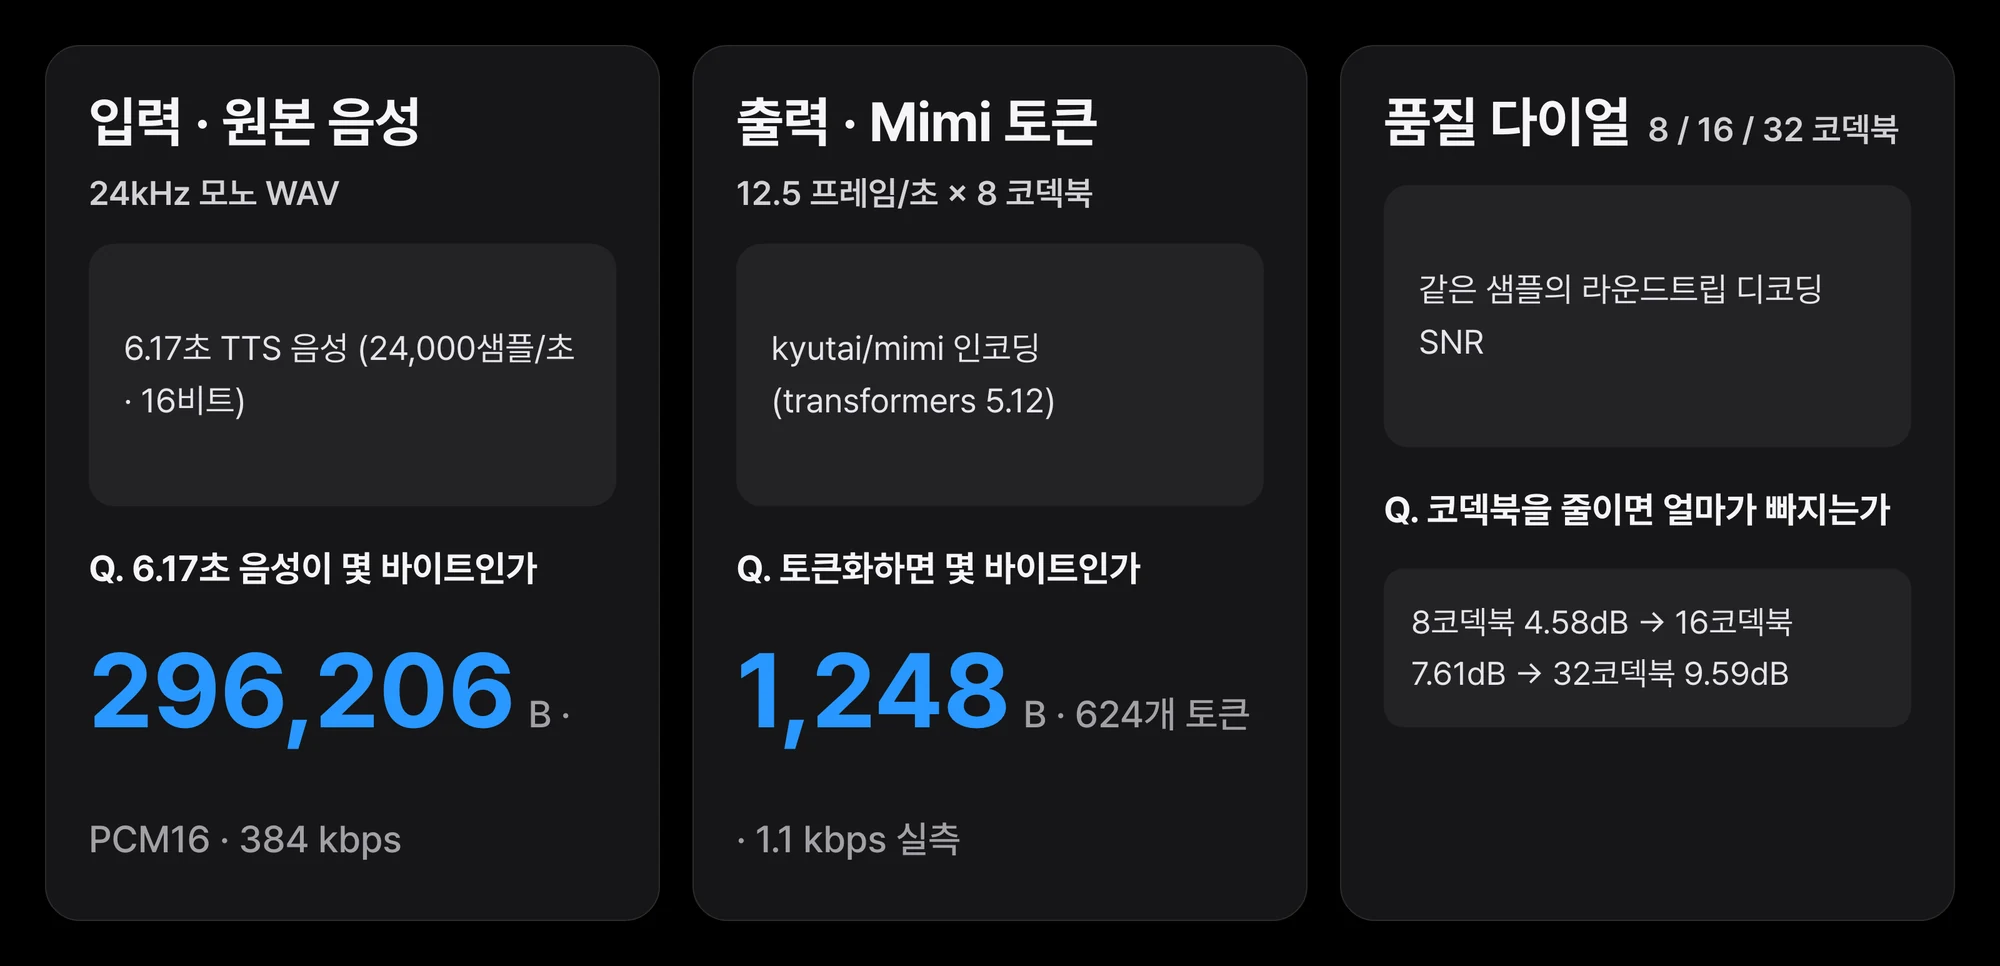 입력 · 원본 음성
24kHz 모노 WAV
6.17초 TTS 음성 (24,000샘플/초
· 16비트)
Q. 6.17초 음성이 몇 바이트인가
296,206 B ·
PCM16 · 384 kbps
출력 · Mimi 토큰
12.5 프레임/초 × 8 코덱북
kyutai/mimi 인코딩
(transformers 5.12)
Q. 토큰화하면 몇 바이트인가
1,248 B · 624개 토큰
· 1.1 kbps 실측
품질 다이얼 8 / 16 / 32 코덱북
같은 샘플의 라운드트립 디코딩
SNR
Q. 코덱북을 줄이면 얼마가 빠지는가
8코덱북 4.58dB → 16코덱북
7.61dB → 32코덱북 9.59dB